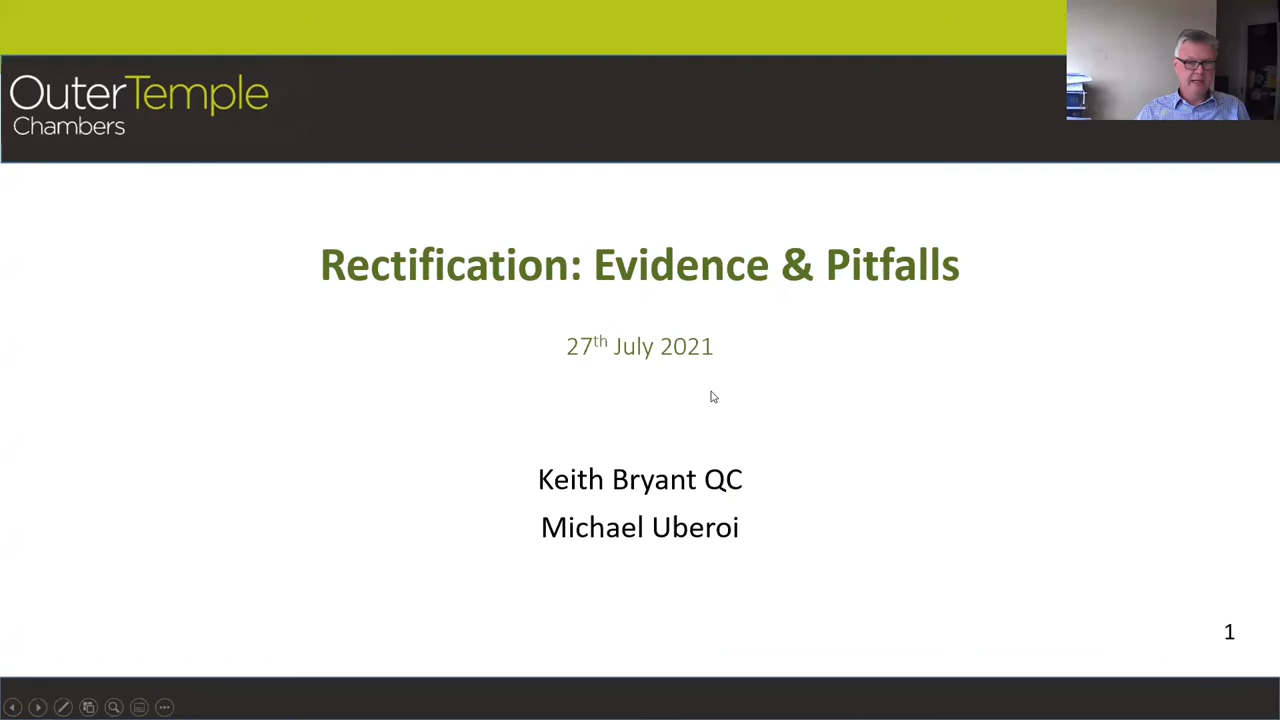 OuterTemple
Chambers
Rectification: Evidence & Pitfalls
27th July 2021
Keith Bryant QC
Michael Uberoi
1